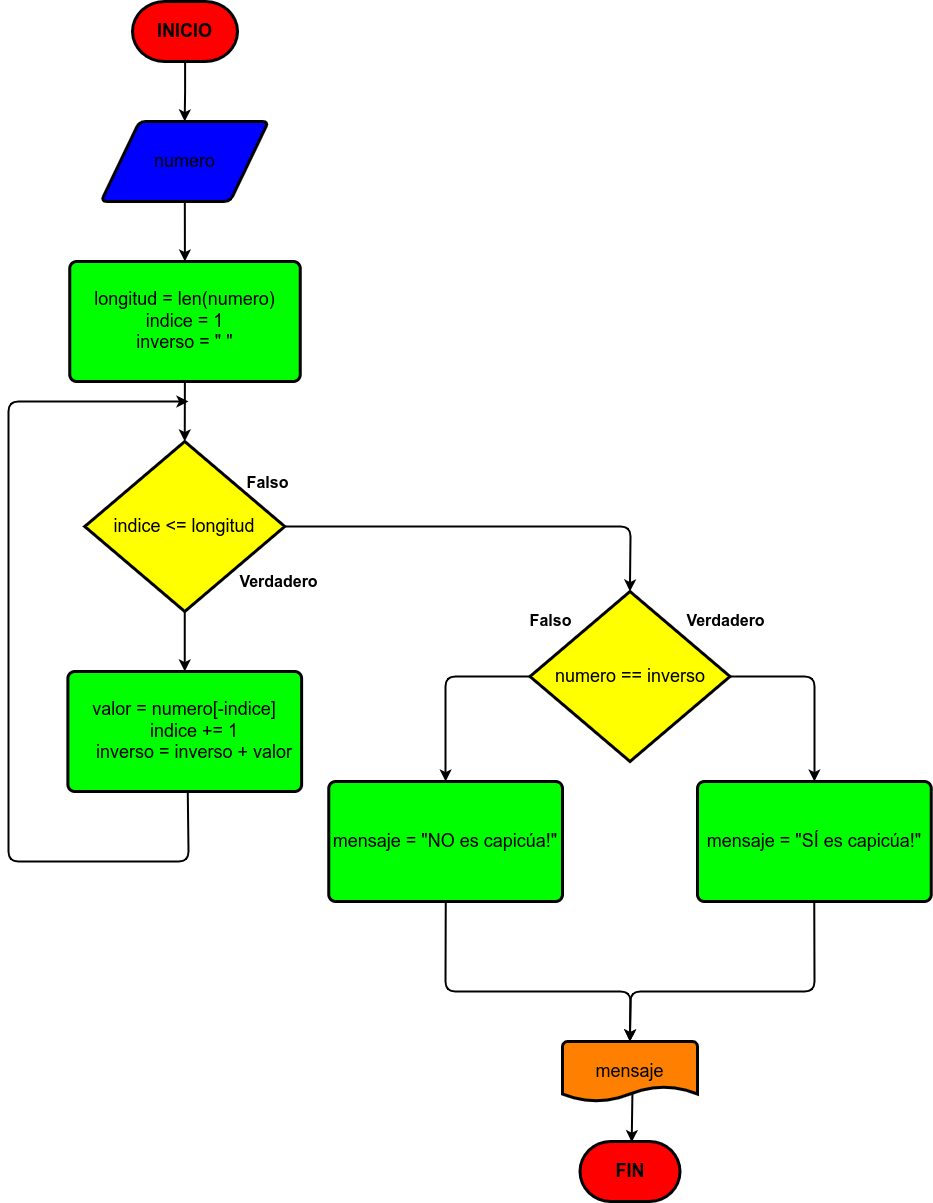 INICIO
numero
longitud = len(numero)
indice = 1
inverso = " "
Falso
indice <= longitud
Verdadero
valor = numero[-indice]
indice += 1
inverso = inverso + valor
Falso
Verdadero
numero == inverso
mensaje = "NO es capicúa!"
mensaje = "SÍ es capicúa!"
mensaje
FIN